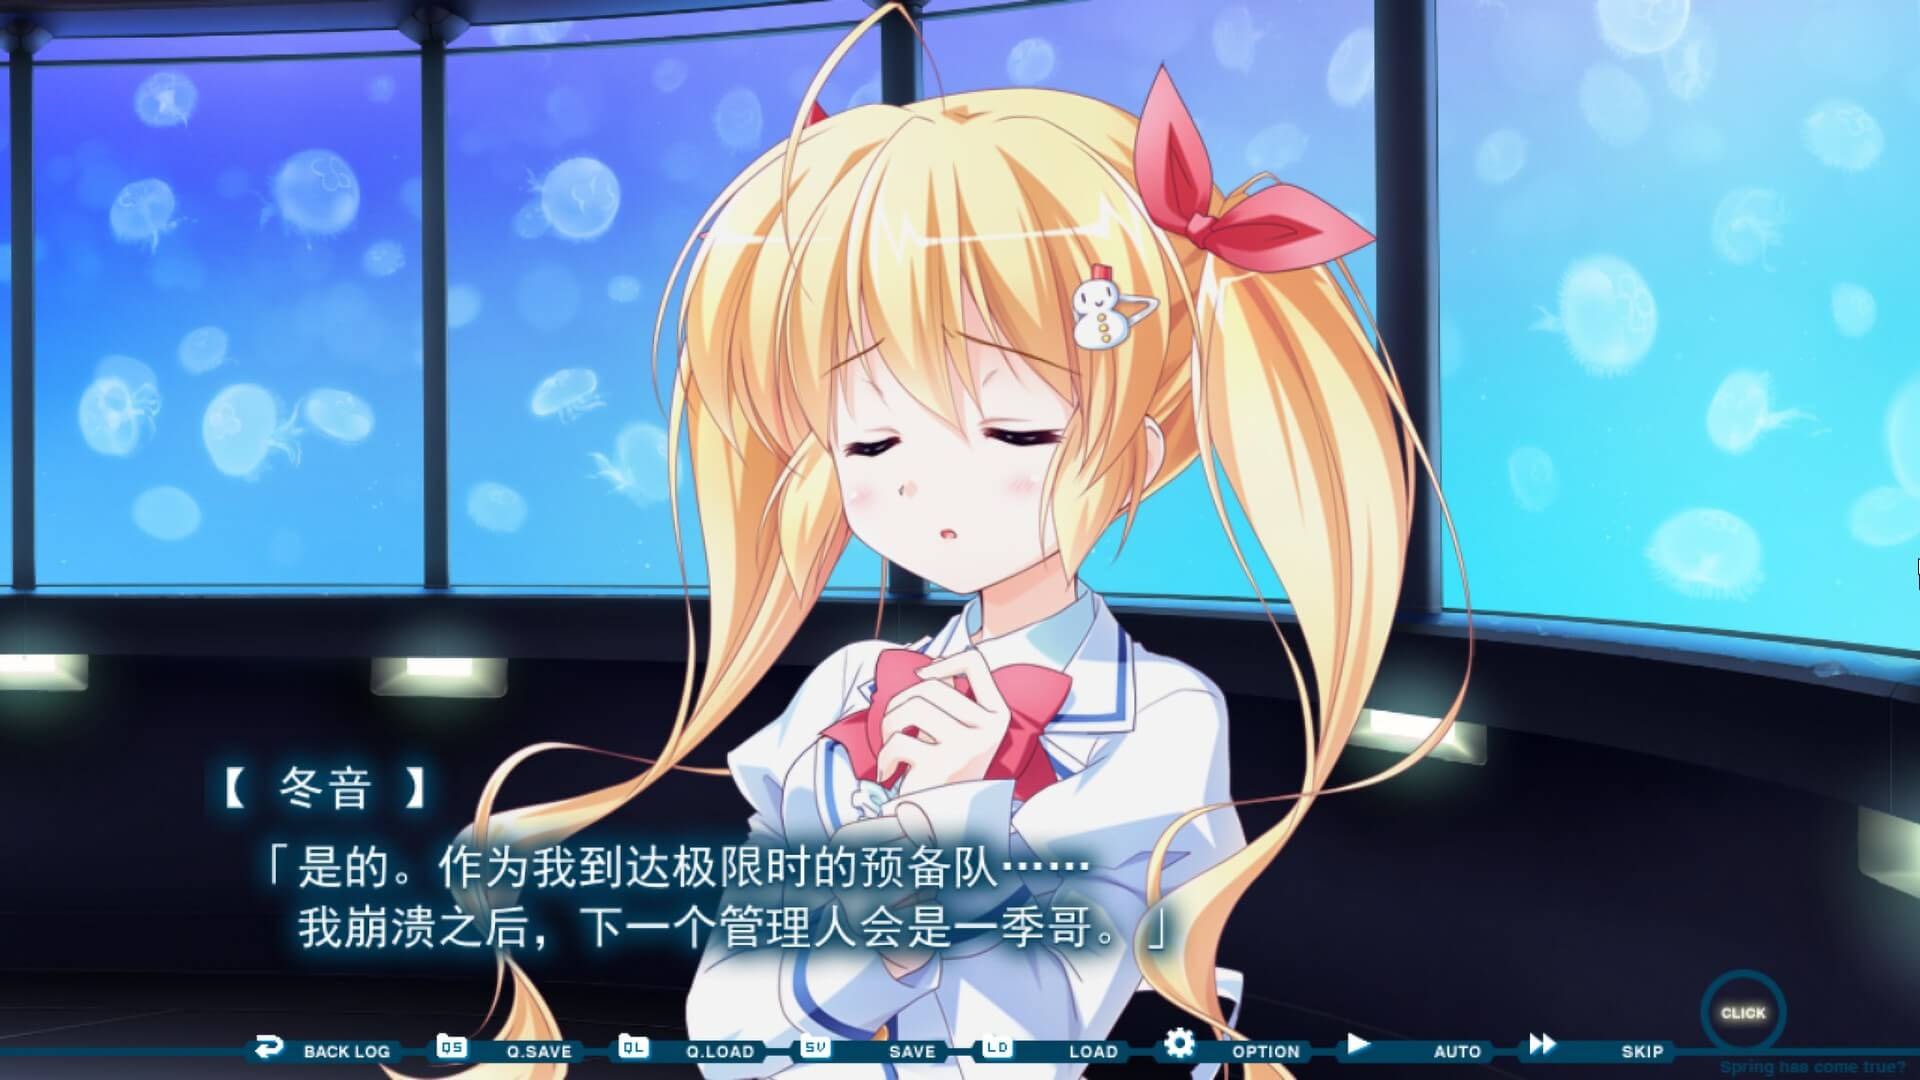 【 冬音 】
「是的。作为我到达极限时的预备队……
我崩溃之后，下一个管理人会是一季哥。」
CLICK
BACK LOG QS Q.SAVE QL Q.LOAD SV SAVE LD LOAD OPTION AUTO SKIP
Spring has come true?